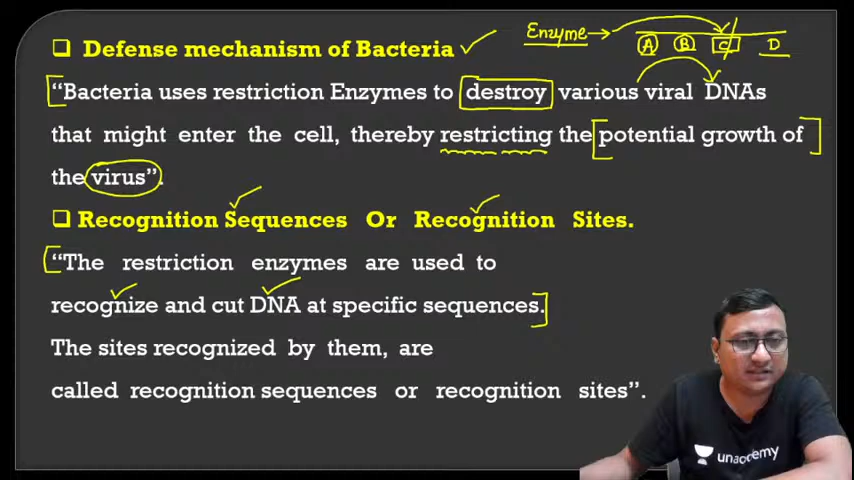 Enzyme → A B C D
❑ Defense mechanism of Bacteria
“Bacteria uses restriction Enzymes to destroy various viral DNAs
that might enter the cell, thereby restricting the potential growth of
the virus”.
❑ Recognition Sequences Or Recognition Sites.
“The restriction enzymes are used to
recognize and cut DNA at specific sequences.
The sites recognized by them, are
called recognition sequences or recognition sites”.
unacademy